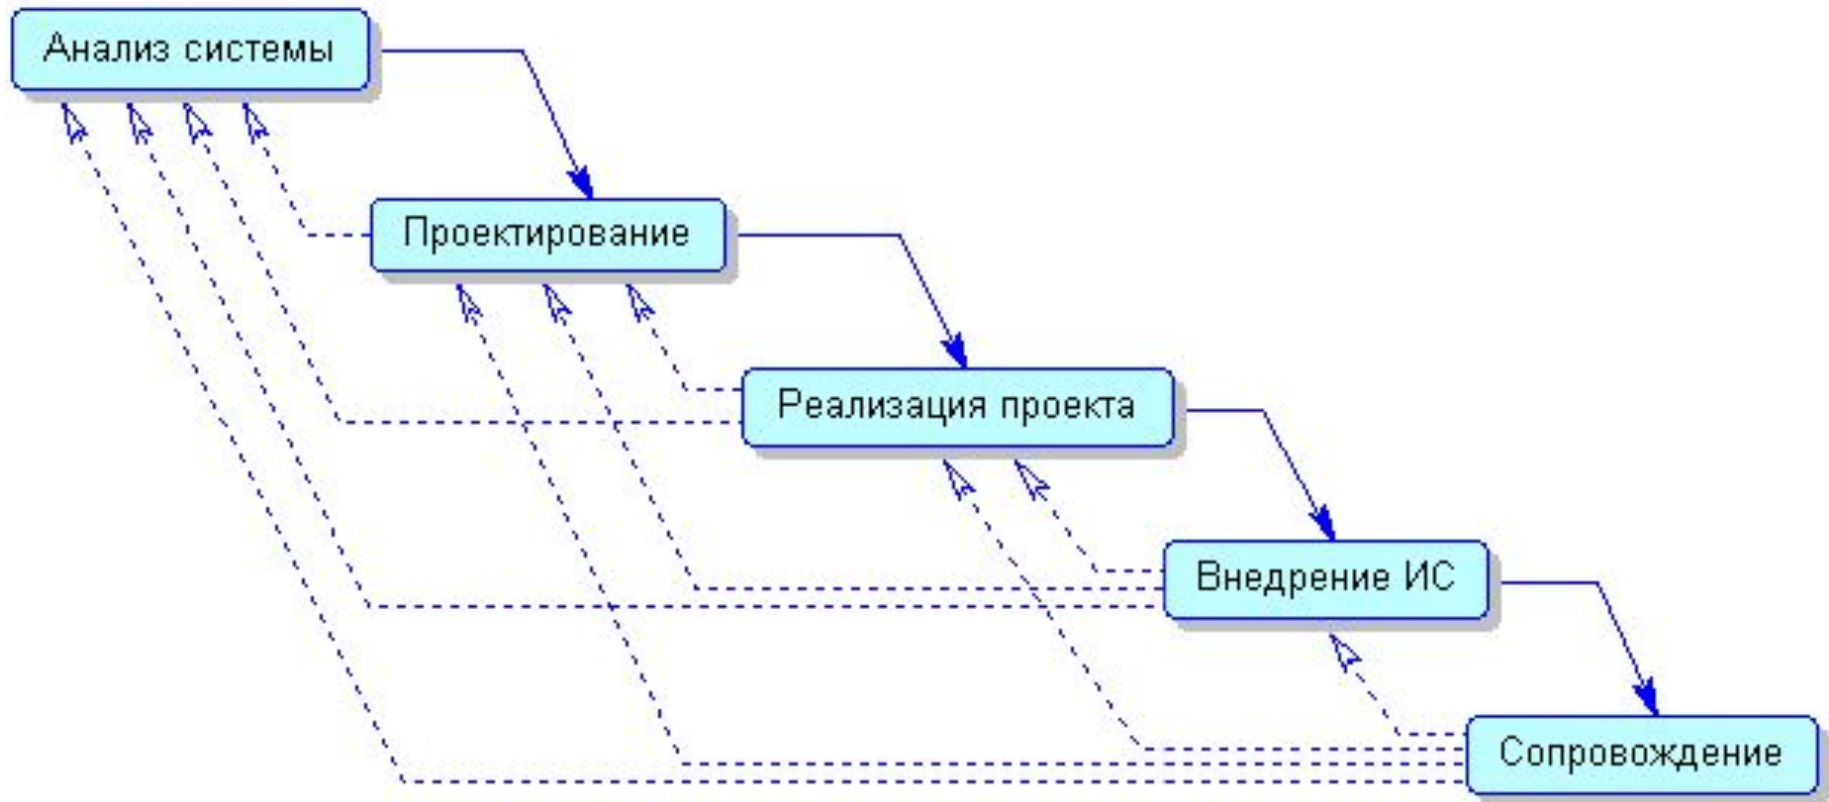 Анализ системы
Проектирование
Реализация проекта
Внедрение ИС
Сопровождение